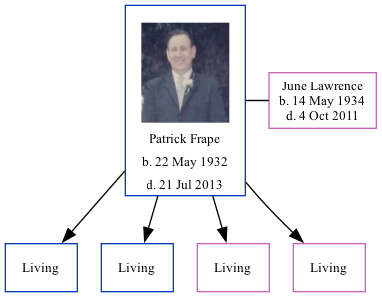 Patrick Frape
b. 22 May 1932
d. 21 Jul 2013
June Lawrence
b. 14 May 1934
d. 4 Oct 2011
Living
Living
Living
Living